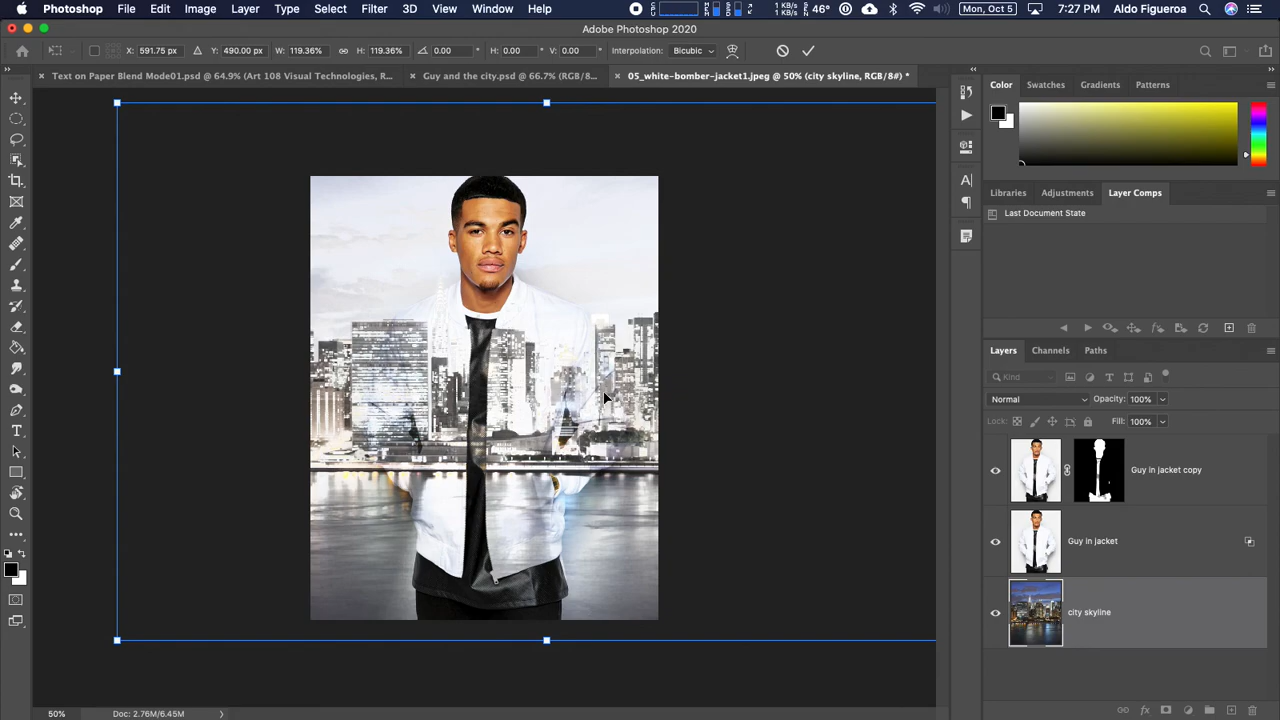 Photoshop File Edit Image Layer Type Select Filter 3D View Window Help 1 KB/s 1 KB/s 46° Mon, Oct 5 7:27 PM Aldo Figueroa
Adobe Photoshop 2020
X: 591.75 px Y: 490.00 px W: 119.36% H: 119.36% 0.00 ° H: 0.00 ° V: 0.00 ° Interpolation: Bicubic
Text on Paper Blend Mode01.psd @ 64.9% (Art 108 Visual Technologies, R... Guy and the city.psd @ 66.7% (RGB/8... 05_white-bomber-jacket1.jpeg @ 50% (city skyline, RGB/8#) *
Color Swatches Gradients Patterns
Libraries Adjustments Layer Comps
Last Document State
Layers Channels Paths
Kind
Normal Opacity: 100%
Lock: Fill: 100%
Guy in jacket copy
Guy in jacket
city skyline
50% Doc: 2.76M/6.45M